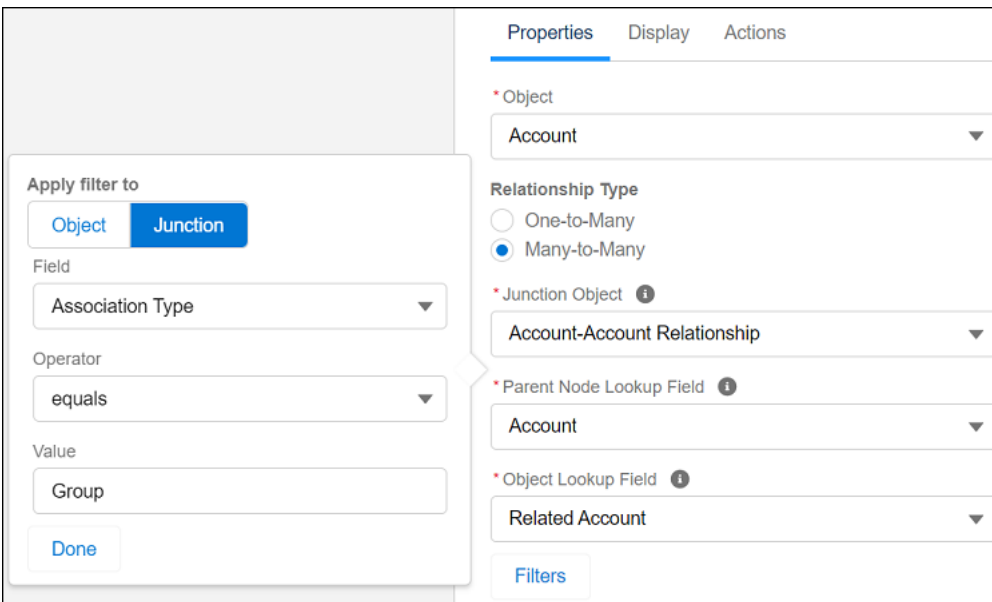 Properties Display Actions
* Object
Account
Relationship Type
One-to-Many
Many-to-Many
* Junction Object
Account-Account Relationship
* Parent Node Lookup Field
Account
* Object Lookup Field
Related Account
Filters
Apply filter to
Object Junction
Field
Association Type
Operator
equals
Value
Group
Done